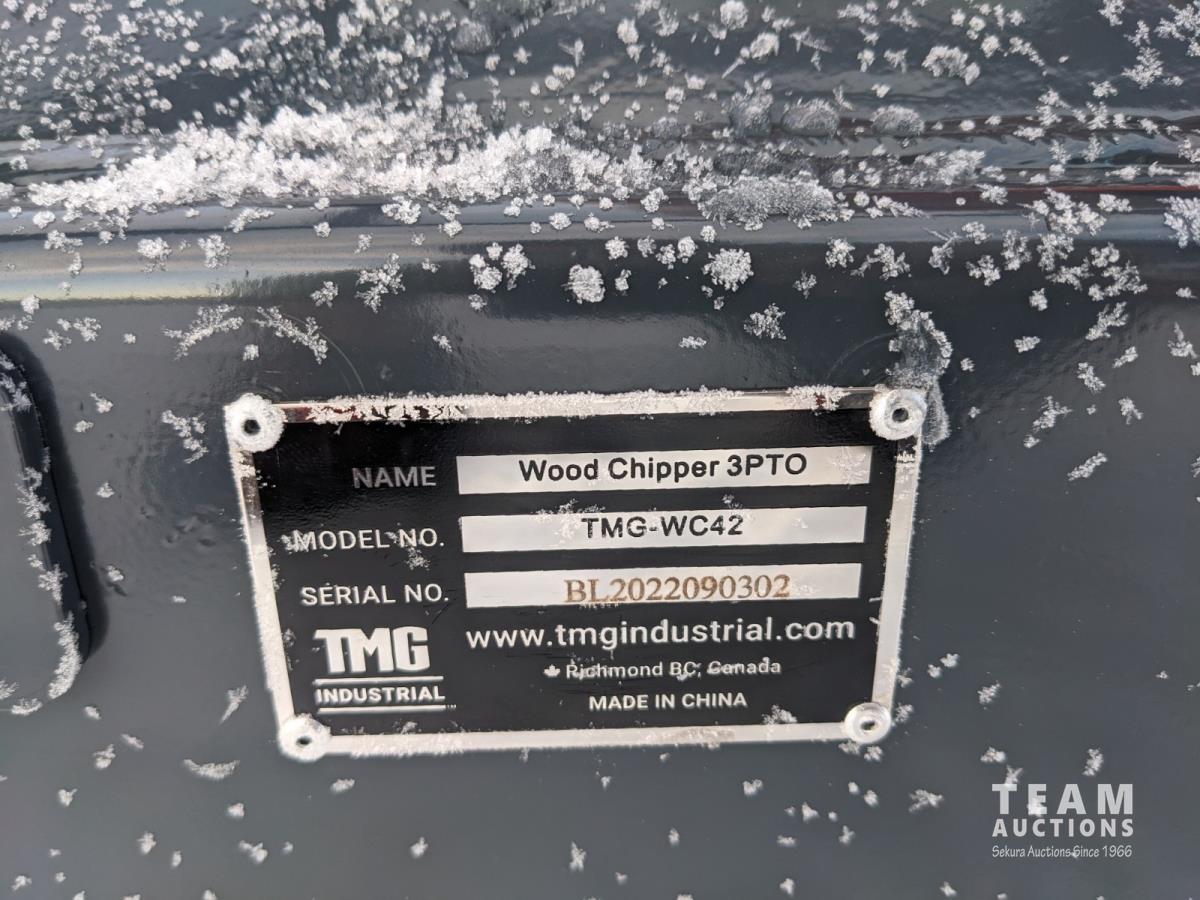 NAME Wood Chipper 3PTO
MODEL NO. TMG-WC42
SERIAL NO. BL2022090302
TMG
INDUSTRIAL
www.tmgindustrial.com
Richmond BC, Canada
MADE IN CHINA
TEAM
AUCTIONS
Sekura Auctions Since 1966